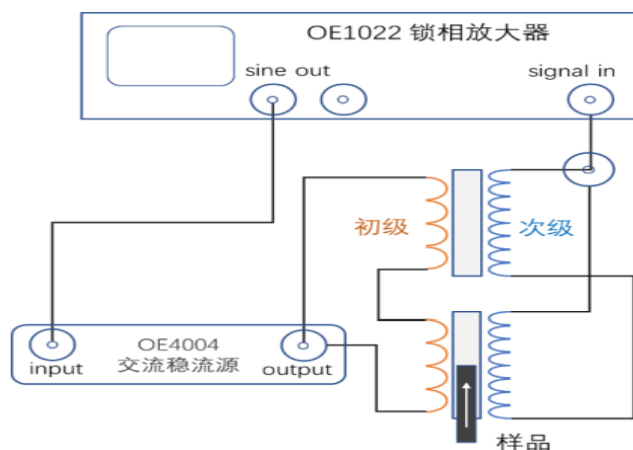 OE1022 锁相放大器
sine out
signal in
初级
次级
OE4004
交流稳流源
input
output
样品